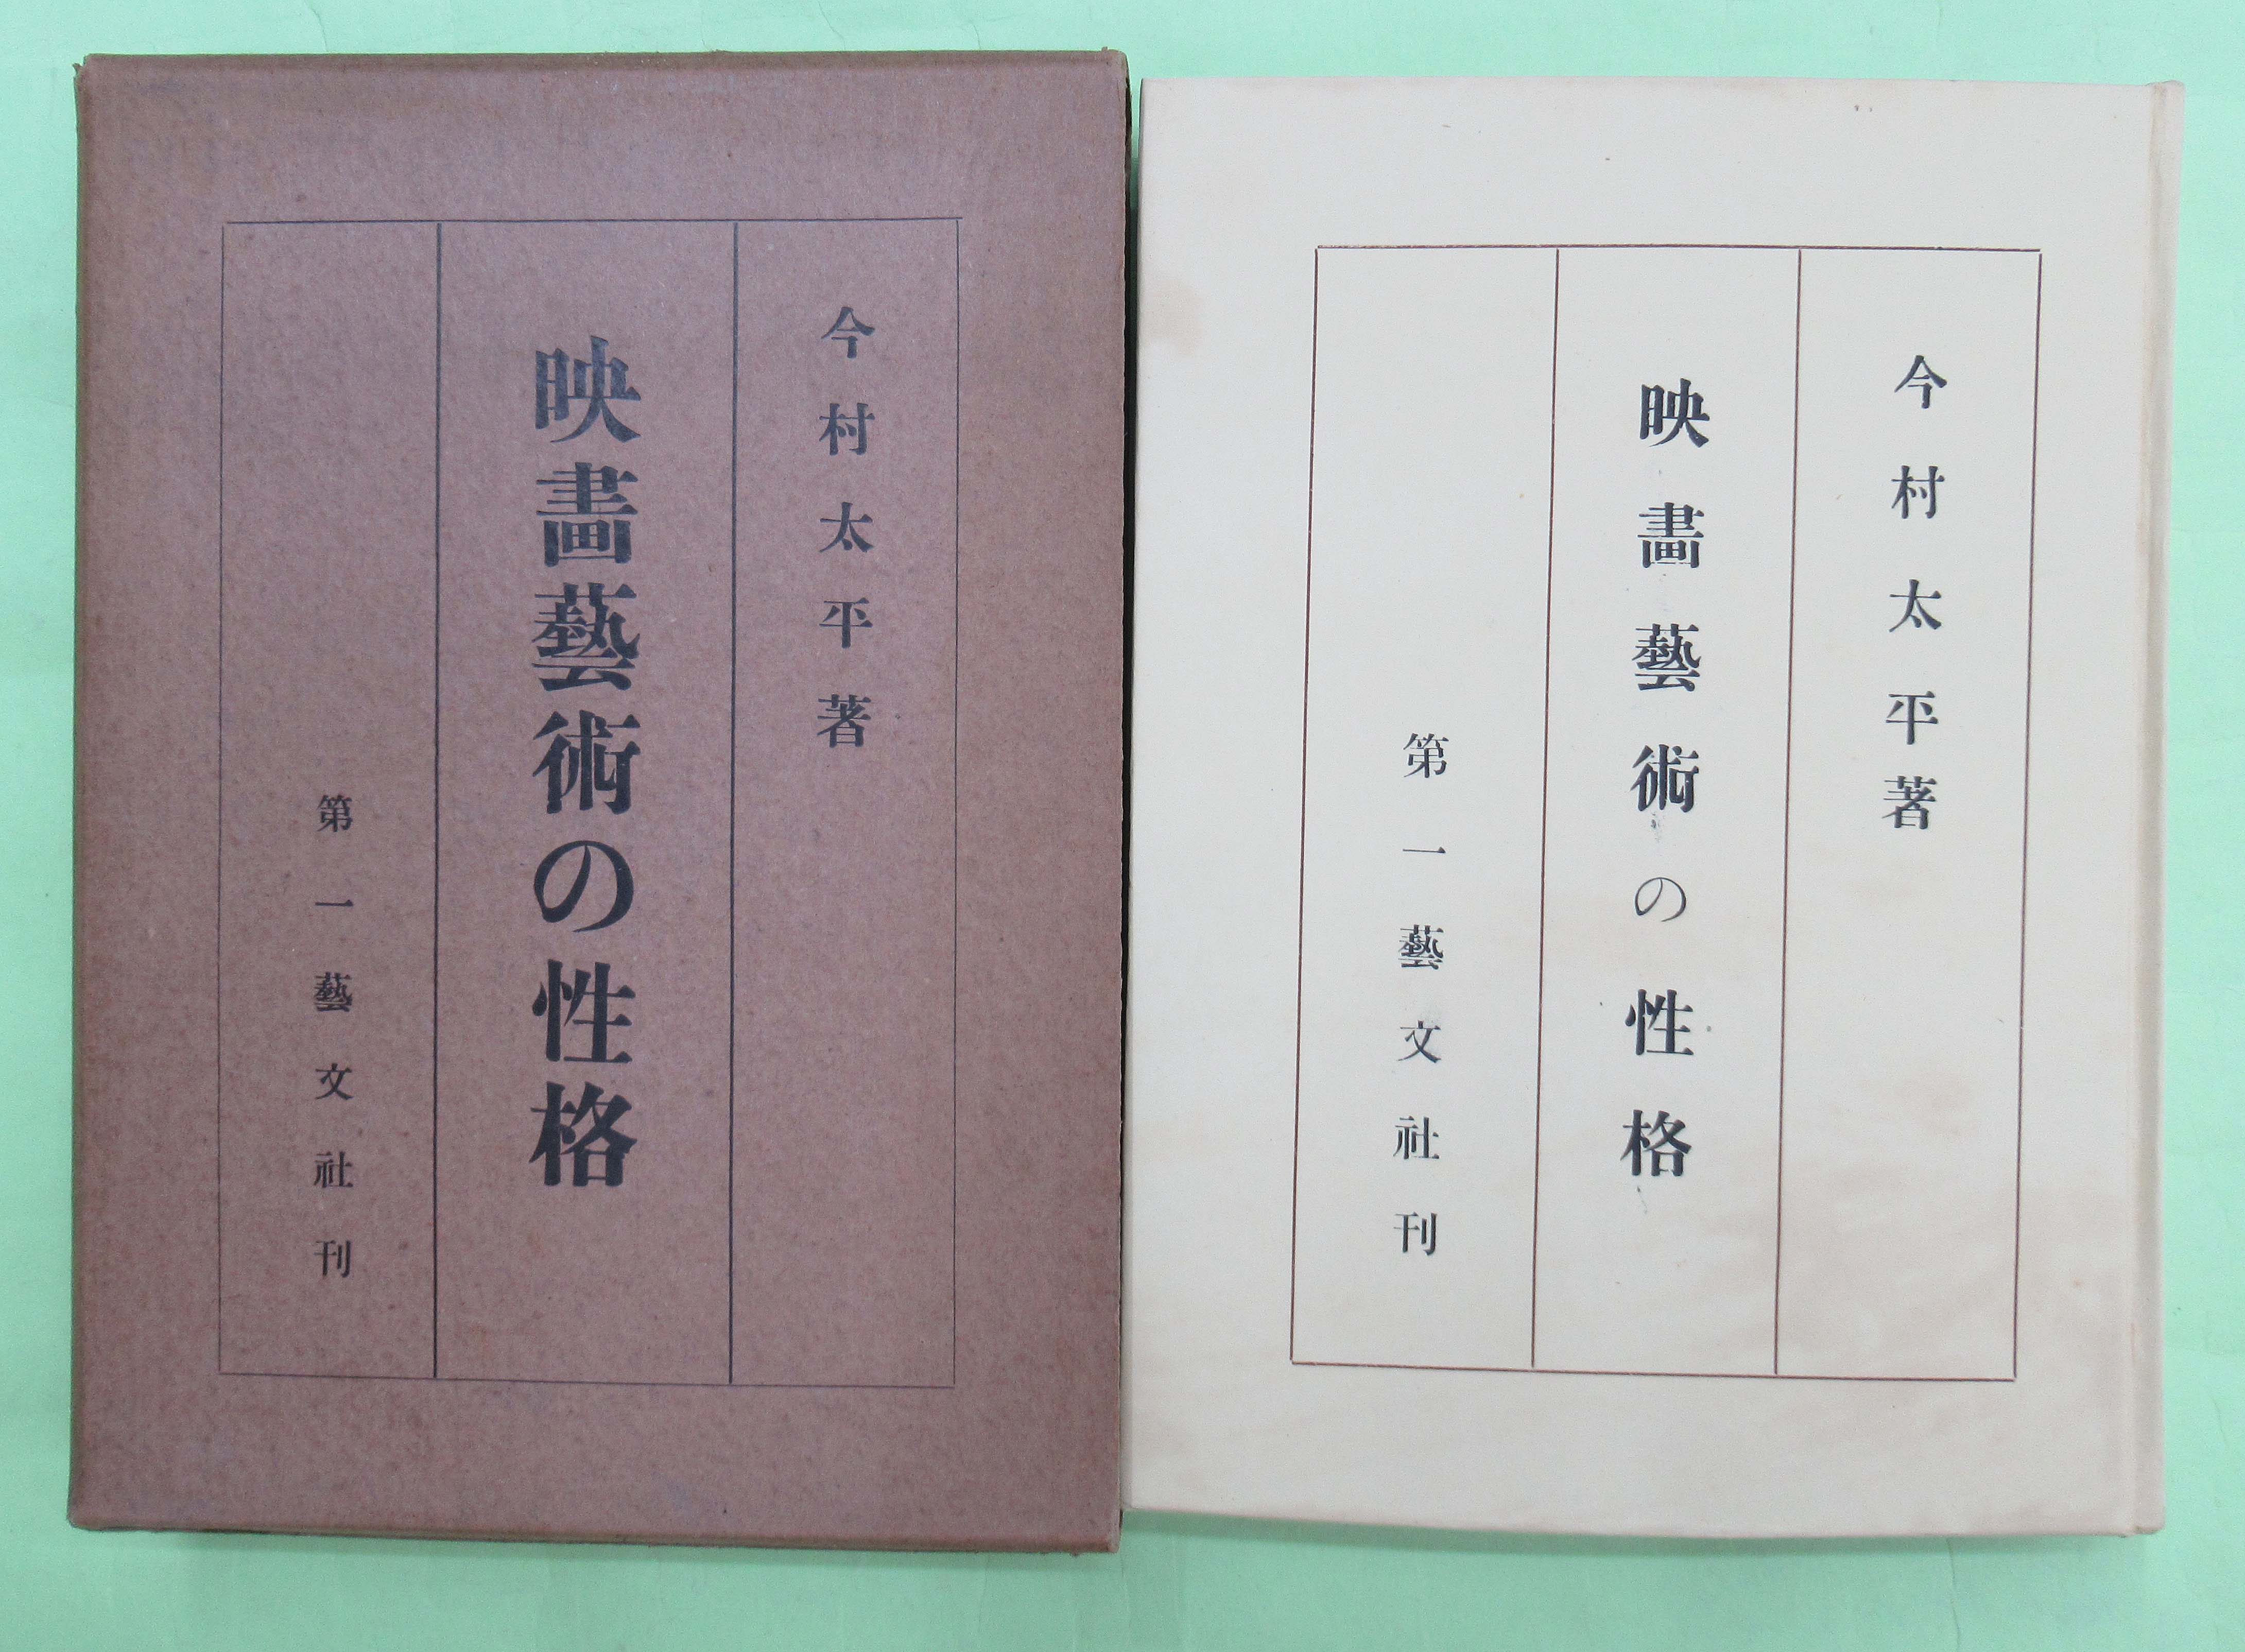 今村太平著
映畫藝術の性格
第一藝文社刊
今村太平著
映畫藝術の性格
第一藝文社刊